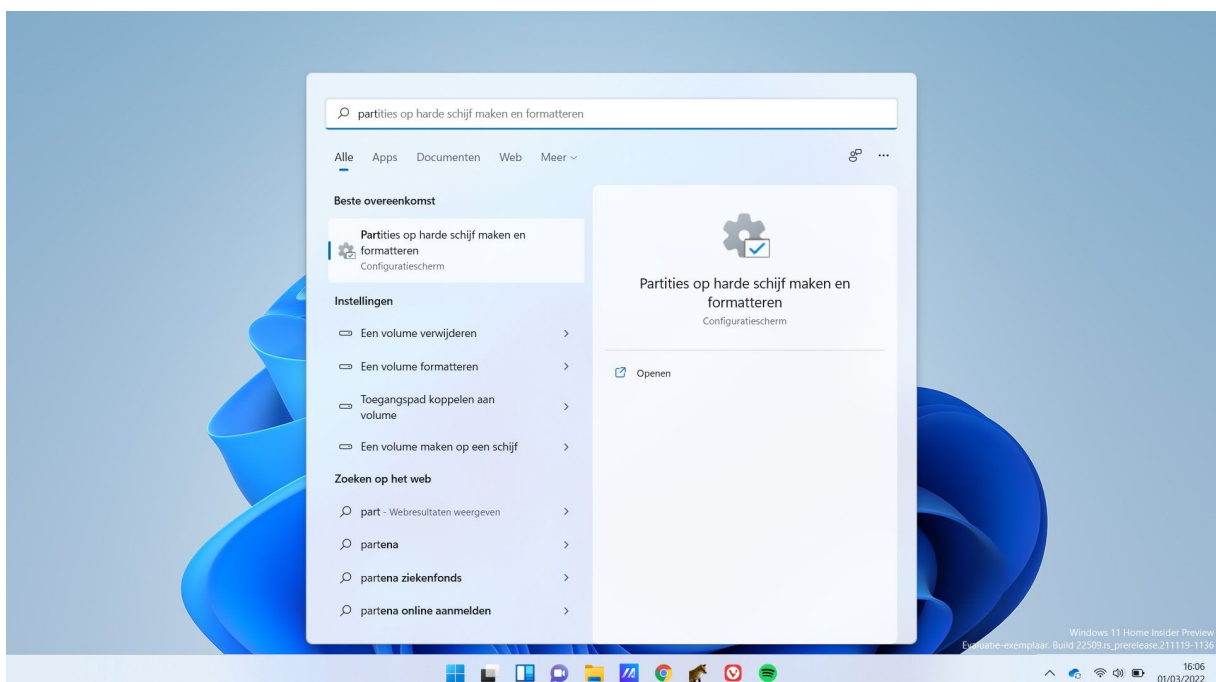 partities op harde schijf maken en formatteren
Alle Apps Documenten Web Meer
Beste overeenkomst
Partities op harde schijf maken en
formatteren
Configuratiescherm
Instellingen
Een volume verwijderen
Een volume formatteren
Toegangspad koppelen aan
volume
Een volume maken op een schijf
Zoeken op het web
part - Webresultaten weergeven
partena
partena ziekenfonds
partena online aanmelden
Partities op harde schijf maken en
formatteren
Configuratiescherm
Openen
Windows 11 Home Insider Preview
Evaluatie-exemplaar. Build 22509.rs_prerelease.211119-1136
16:06
01/03/2022